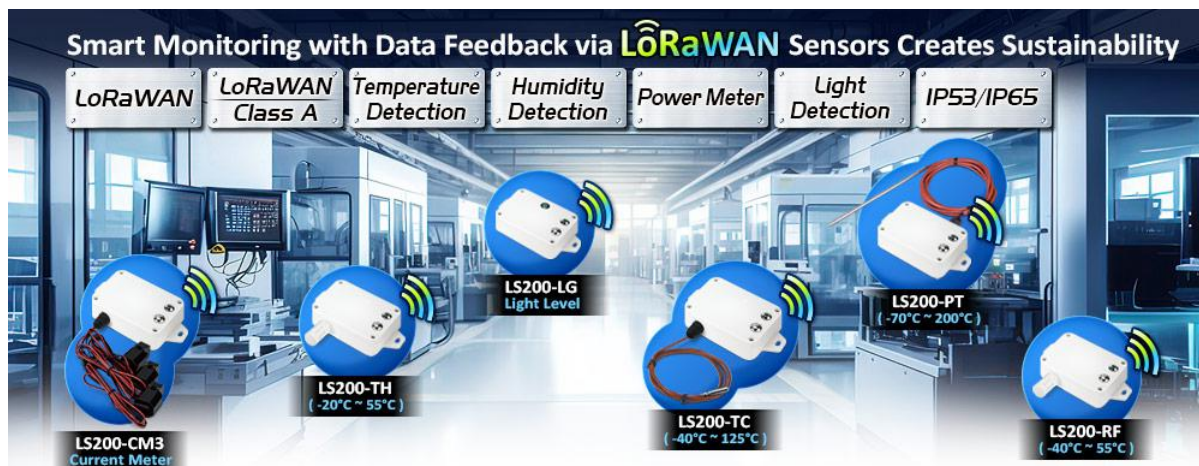 Smart Monitoring with Data Feedback via LoRaWAN Sensors Creates Sustainability
LoRaWAN
LoRaWAN
Class A
Temperature
Detection
Humidity
Detection
Power Meter
Light
Detection
IP53/IP65
LS200-LG
Light Level
LS200-PT
( -70°C ~ 200°C )
LS200-TH
( -20°C ~ 55°C )
LS200-TC
( -40°C ~ 125°C )
LS200-CM3
Current Meter
LS200-RF
( -40°C ~ 55°C )